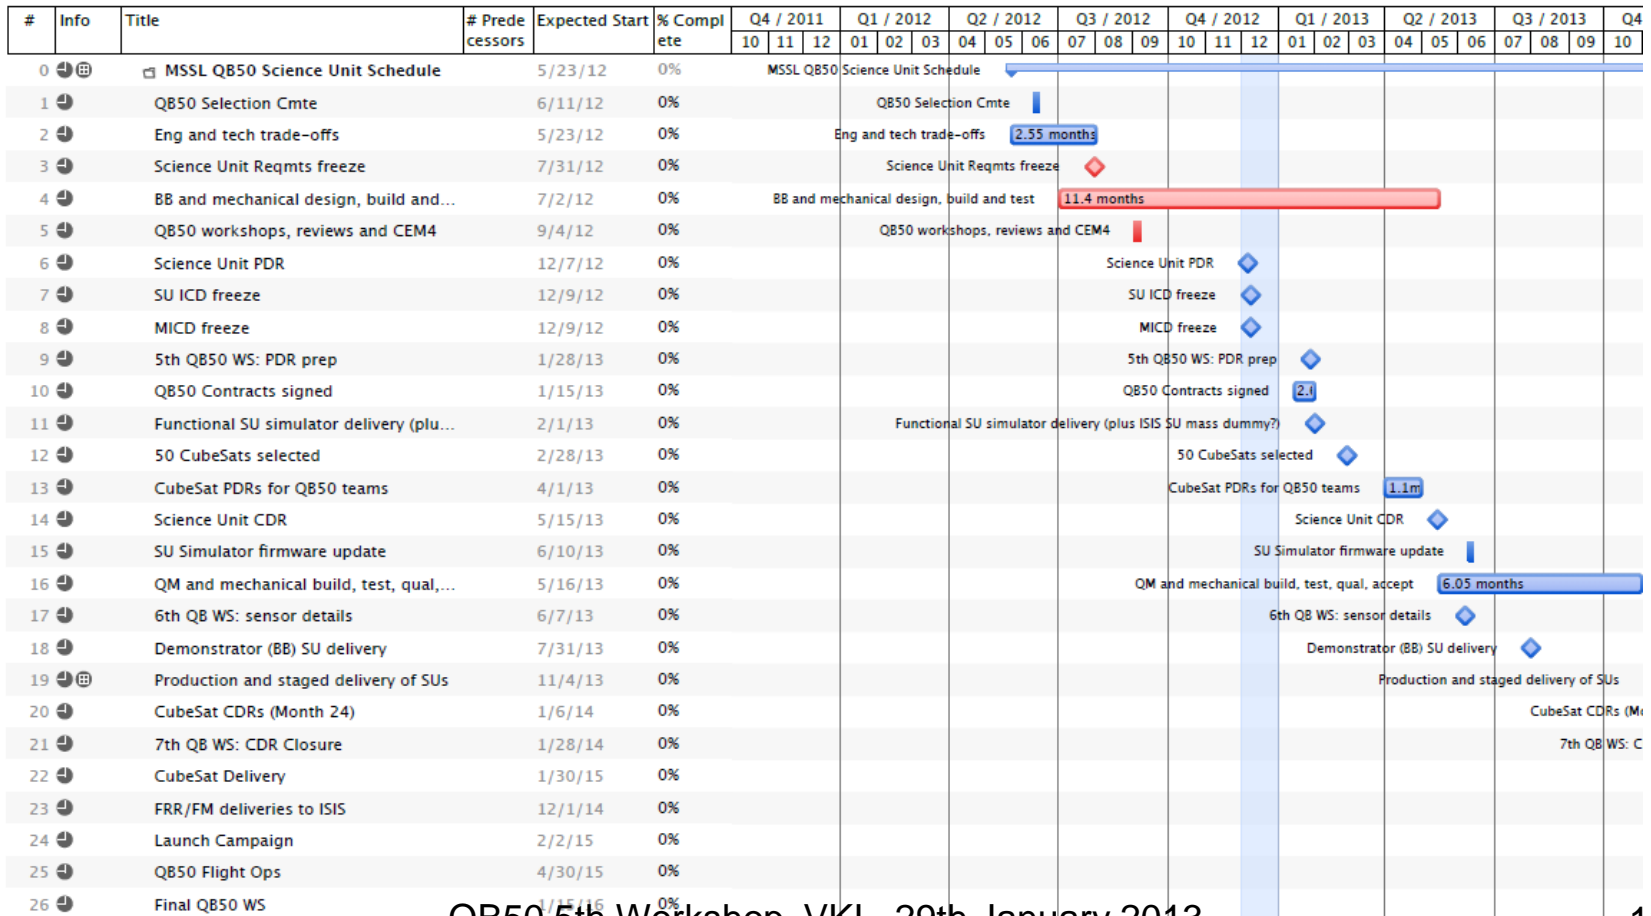 # Info Title # Prede Expected Start % Compl Q4 / 2011 Q1 / 2012 Q2 / 2012 Q3 / 2012 Q4 / 2012 Q1 / 2013 Q2 / 2013 Q3 / 2013 Q4
cessors ete 10 11 12 01 02 03 04 05 06 07 08 09 10 11 12 01 02 03 04 05 06 07 08 09 10
0 MSSL QB50 Science Unit Schedule 5/23/12 0% MSSL QB50 Science Unit Schedule
1 QB50 Selection Cmte 6/11/12 0% QB50 Selection Cmte
2 Eng and tech trade-offs 5/23/12 0% Eng and tech trade-offs 2.55 months
3 Science Unit Reqmts freeze 7/31/12 0% Science Unit Reqmts freeze
4 BB and mechanical design, build and... 7/2/12 0% BB and mechanical design, build and test 11.4 months
5 QB50 workshops, reviews and CEM4 9/4/12 0% QB50 workshops, reviews and CEM4
6 Science Unit PDR 12/7/12 0% Science Unit PDR
7 SU ICD freeze 12/9/12 0% SU ICD freeze
8 MICD freeze 12/9/12 0% MICD freeze
9 5th QB50 WS: PDR prep 1/28/13 0% 5th QB50 WS: PDR prep
10 QB50 Contracts signed 1/15/13 0% QB50 Contracts signed
11 Functional SU simulator delivery (plu... 2/1/13 0% Functional SU simulator delivery (plus ISIS SU mass dummy?)
12 50 CubeSats selected 2/28/13 0% 50 CubeSats selected
13 CubeSat PDRs for QB50 teams 4/1/13 0% CubeSat PDRs for QB50 teams 1.1m
14 Science Unit CDR 5/15/13 0% Science Unit CDR
15 SU Simulator firmware update 6/10/13 0% SU Simulator firmware update
16 QM and mechanical build, test, qual,... 5/16/13 0% QM and mechanical build, test, qual, accept 6.05 months
17 6th QB WS: sensor details 6/7/13 0% 6th QB WS: sensor details
18 Demonstrator (BB) SU delivery 7/31/13 0% Demonstrator (BB) SU delivery
19 Production and staged delivery of SUs 11/4/13 0% Production and staged delivery of SUs
20 CubeSat CDRs (Month 24) 1/6/14 0% CubeSat CDRs (Mo
21 7th QB WS: CDR Closure 1/28/14 0% 7th QB WS: C
22 CubeSat Delivery 1/30/15 0%
23 FRR/FM deliveries to ISIS 12/1/14 0%
24 Launch Campaign 2/2/15 0%
25 QB50 Flight Ops 4/30/15 0%
26 Final QB50 WS 1/15/16 0%
QB50 5th Workshop, VKI, 29th January 2013 1